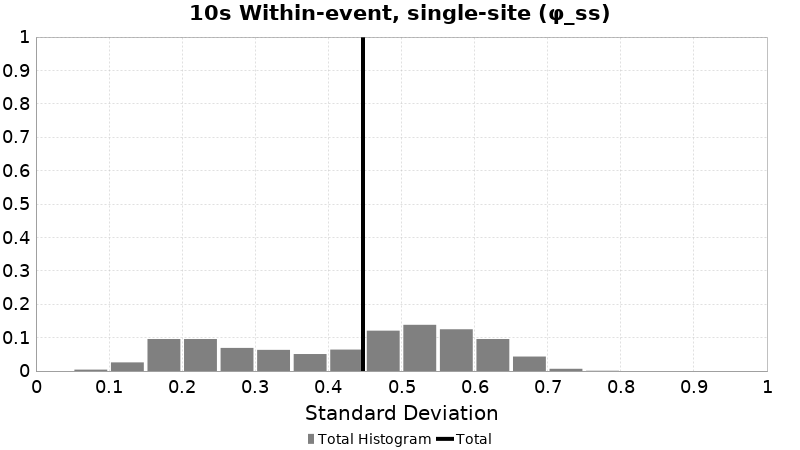 10s Within-event, single-site (φ_ss)
1
0.9
0.8
0.7
0.6
0.5
0.4
0.3
0.2
0.1
0
0 0.1 0.2 0.3 0.4 0.5 0.6 0.7 0.8 0.9 1
Standard Deviation
Total Histogram Total